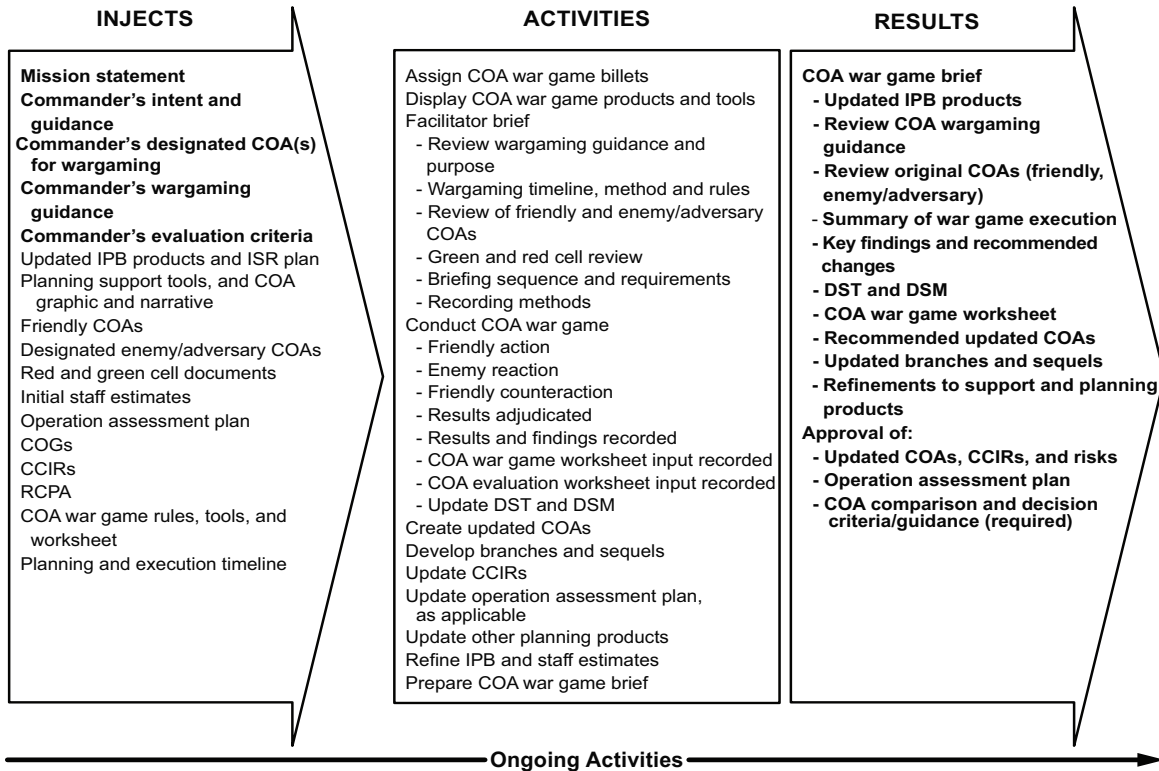 INJECTS
Mission statement
Commander's intent and
guidance
Commander's designated COA(s)
for wargaming
Commander's wargaming
guidance
Commander's evaluation criteria
Updated IPB products and ISR plan
Planning support tools, and COA
graphic and narrative
Friendly COAs
Designated enemy/adversary COAs
Red and green cell documents
Initial staff estimates
Operation assessment plan
COGs
CCIRs
RCPA
COA war game rules, tools, and
worksheet
Planning and execution timeline
ACTIVITIES
Assign COA war game billets
Display COA war game products and tools
Facilitator brief
- Review wargaming guidance and
purpose
- Wargaming timeline, method and rules
- Review of friendly and enemy/adversary
COAs
- Green and red cell review
- Briefing sequence and requirements
- Recording methods
Conduct COA war game
- Friendly action
- Enemy reaction
- Friendly counteraction
- Results adjudicated
- Results and findings recorded
- COA war game worksheet input recorded
- COA evaluation worksheet input recorded
- Update DST and DSM
Create updated COAs
Develop branches and sequels
Update CCIRs
Update operation assessment plan,
as applicable
Update other planning products
Refine IPB and staff estimates
Prepare COA war game brief
RESULTS
COA war game brief
- Updated IPB products
- Review COA wargaming
guidance
- Review original COAs (friendly,
enemy/adversary)
- Summary of war game execution
- Key findings and recommended
changes
- DST and DSM
- COA war game worksheet
- Recommended updated COAs
- Updated branches and sequels
- Refinements to support and planning
products
Approval of:
- Updated COAs, CCIRs, and risks
- Operation assessment plan
- COA comparison and decision
criteria/guidance (required)
Ongoing Activities